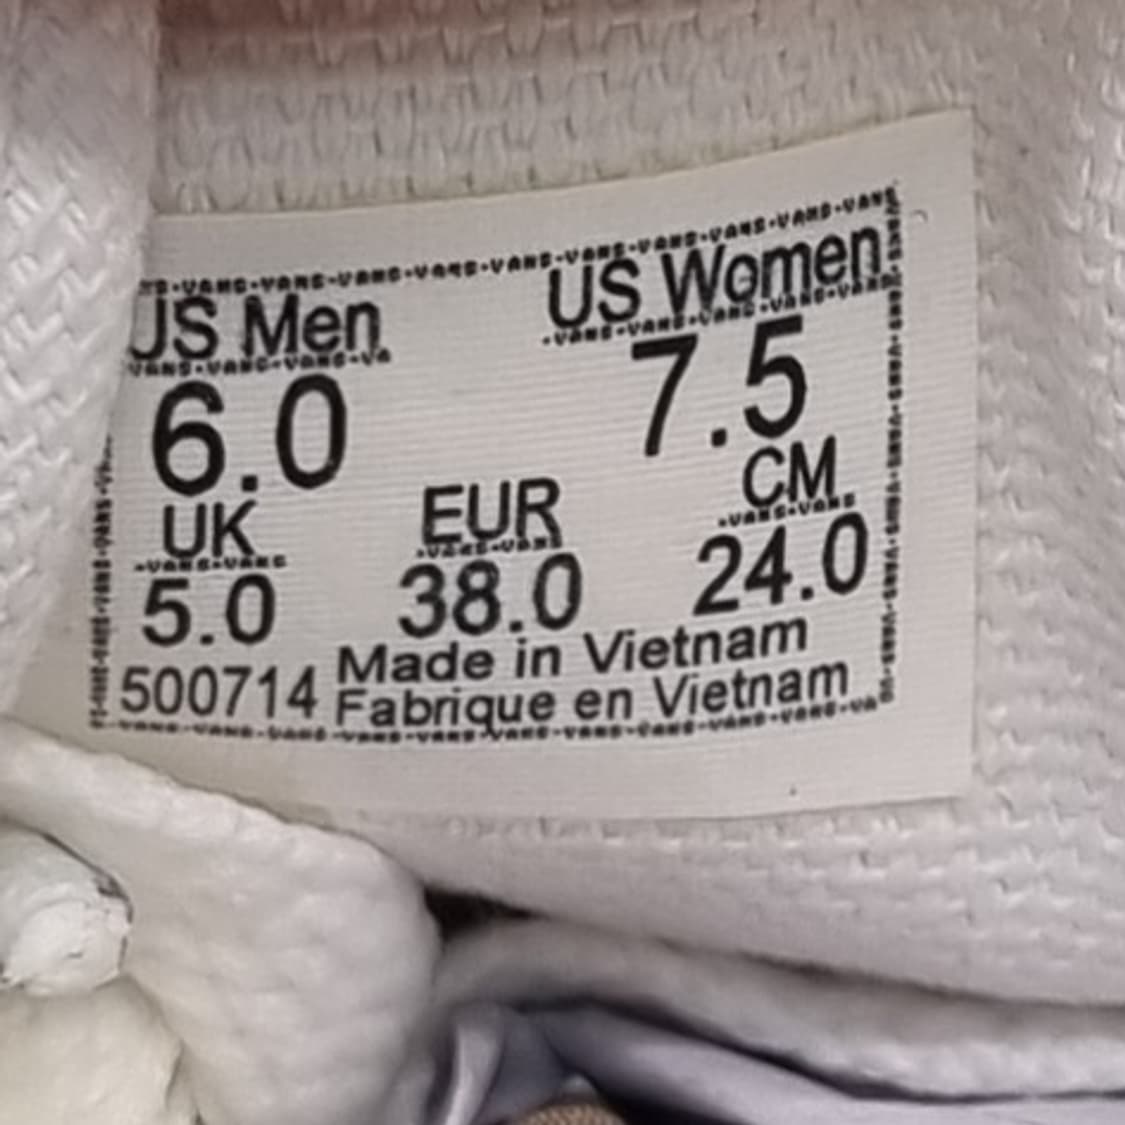 US Men US Women
6.0 7.5
UK EUR CM
5.0 38.0 24.0
500714 Made in Vietnam
Fabrique en Vietnam